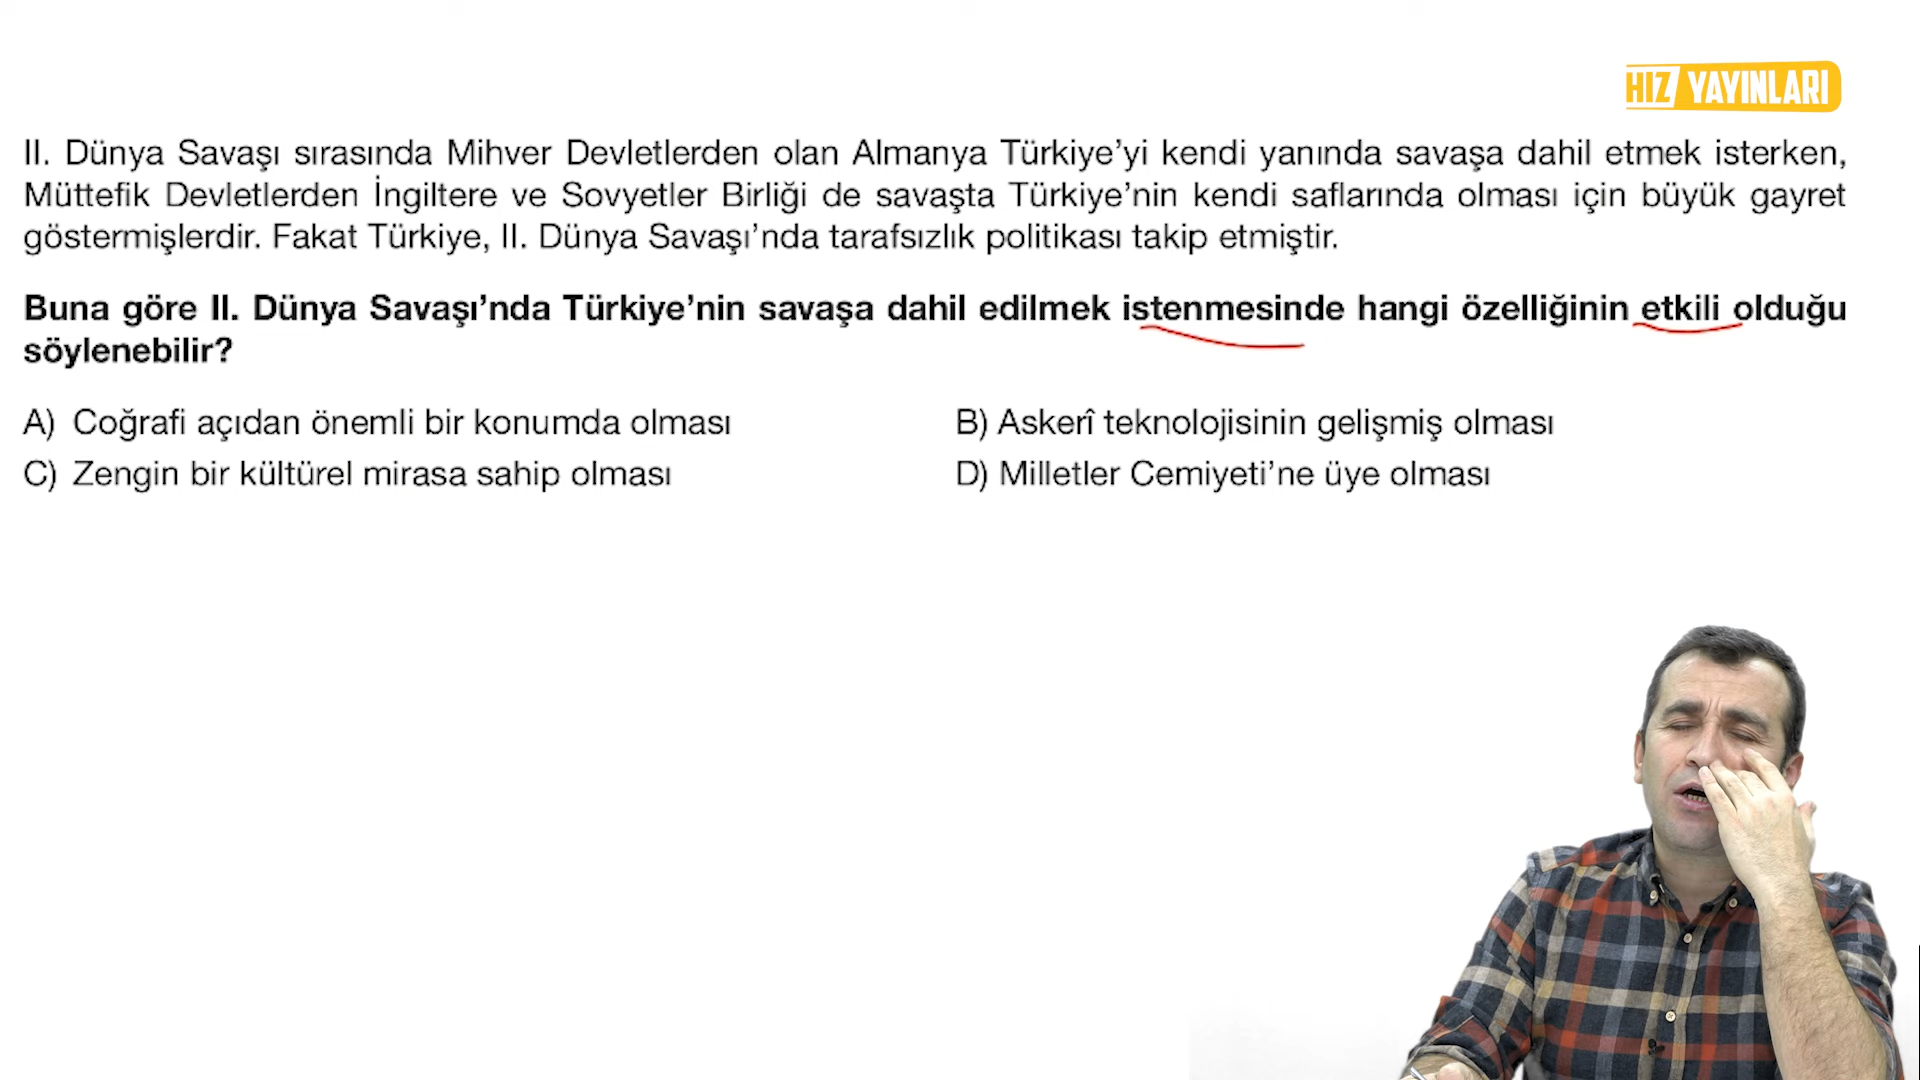 HIZ YAYINLARI
II. Dünya Savaşı sırasında Mihver Devletlerden olan Almanya Türkiye’yi kendi yanında savaşa dahil etmek isterken,
Müttefik Devletlerden İngiltere ve Sovyetler Birliği de savaşta Türkiye’nin kendi saflarında olması için büyük gayret
göstermişlerdir. Fakat Türkiye, II. Dünya Savaşı’nda tarafsızlık politikası takip etmiştir.
Buna göre II. Dünya Savaşı’nda Türkiye’nin savaşa dahil edilmek istenmesinde hangi özelliğinin etkili olduğu
söylenebilir?
A) Coğrafi açıdan önemli bir konumda olması
B) Askerî teknolojisinin gelişmiş olması
C) Zengin bir kültürel mirasa sahip olması
D) Milletler Cemiyeti’ne üye olması